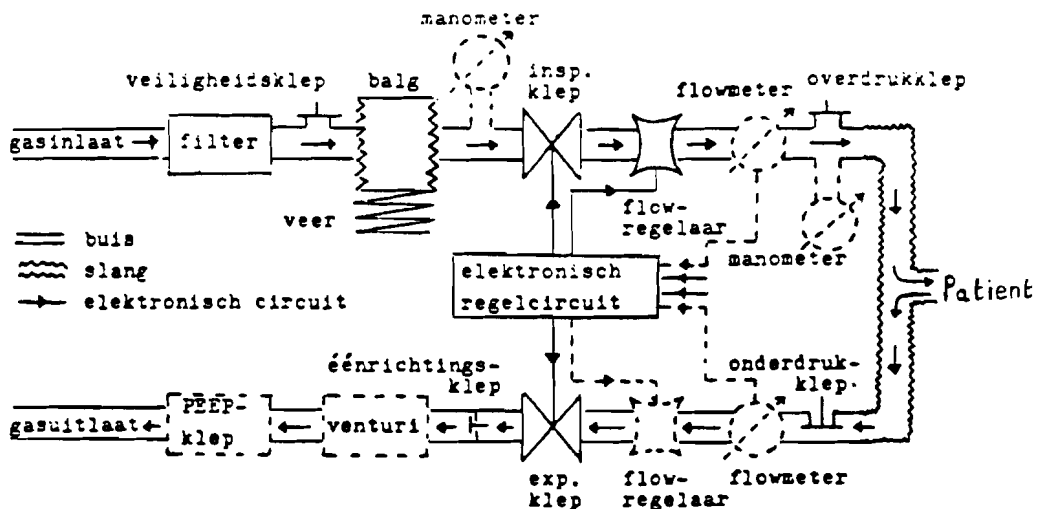 manometer
veiligheidsklep
balg
insp.
klep
flowmeter
overdrukklep
gasinlaat
filter
veer
flow-
regelaar
manometer
buis
slang
elektronisch circuit
elektronisch
regelcircuit
Patient
éénrichtings-
klep
onderdruk-
klep.
gasuitlaat
PEEP-
klep
venturi
exp.
klep
flow-
regelaar
flowmeter